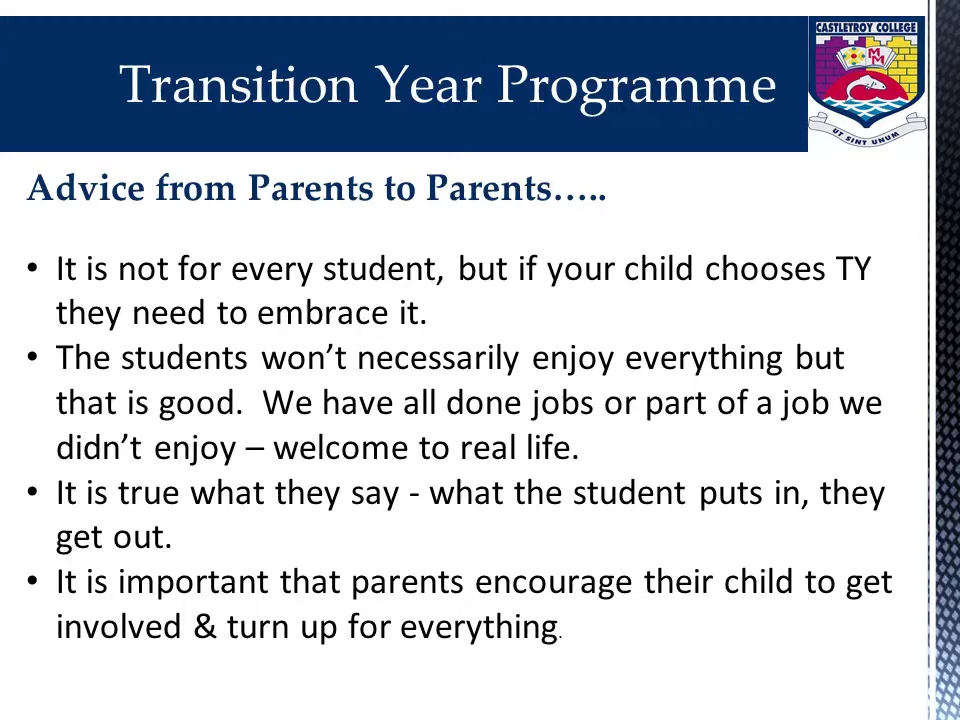 Transition Year Programme
CASTLETROY COLLEGE
MM
UT SINT UNUM
Advice from Parents to Parents…..
• It is not for every student, but if your child chooses TY
they need to embrace it.
• The students won’t necessarily enjoy everything but
that is good.  We have all done jobs or part of a job we
didn’t enjoy – welcome to real life.
• It is true what they say - what the student puts in, they
get out.
• It is important that parents encourage their child to get
involved & turn up for everything.